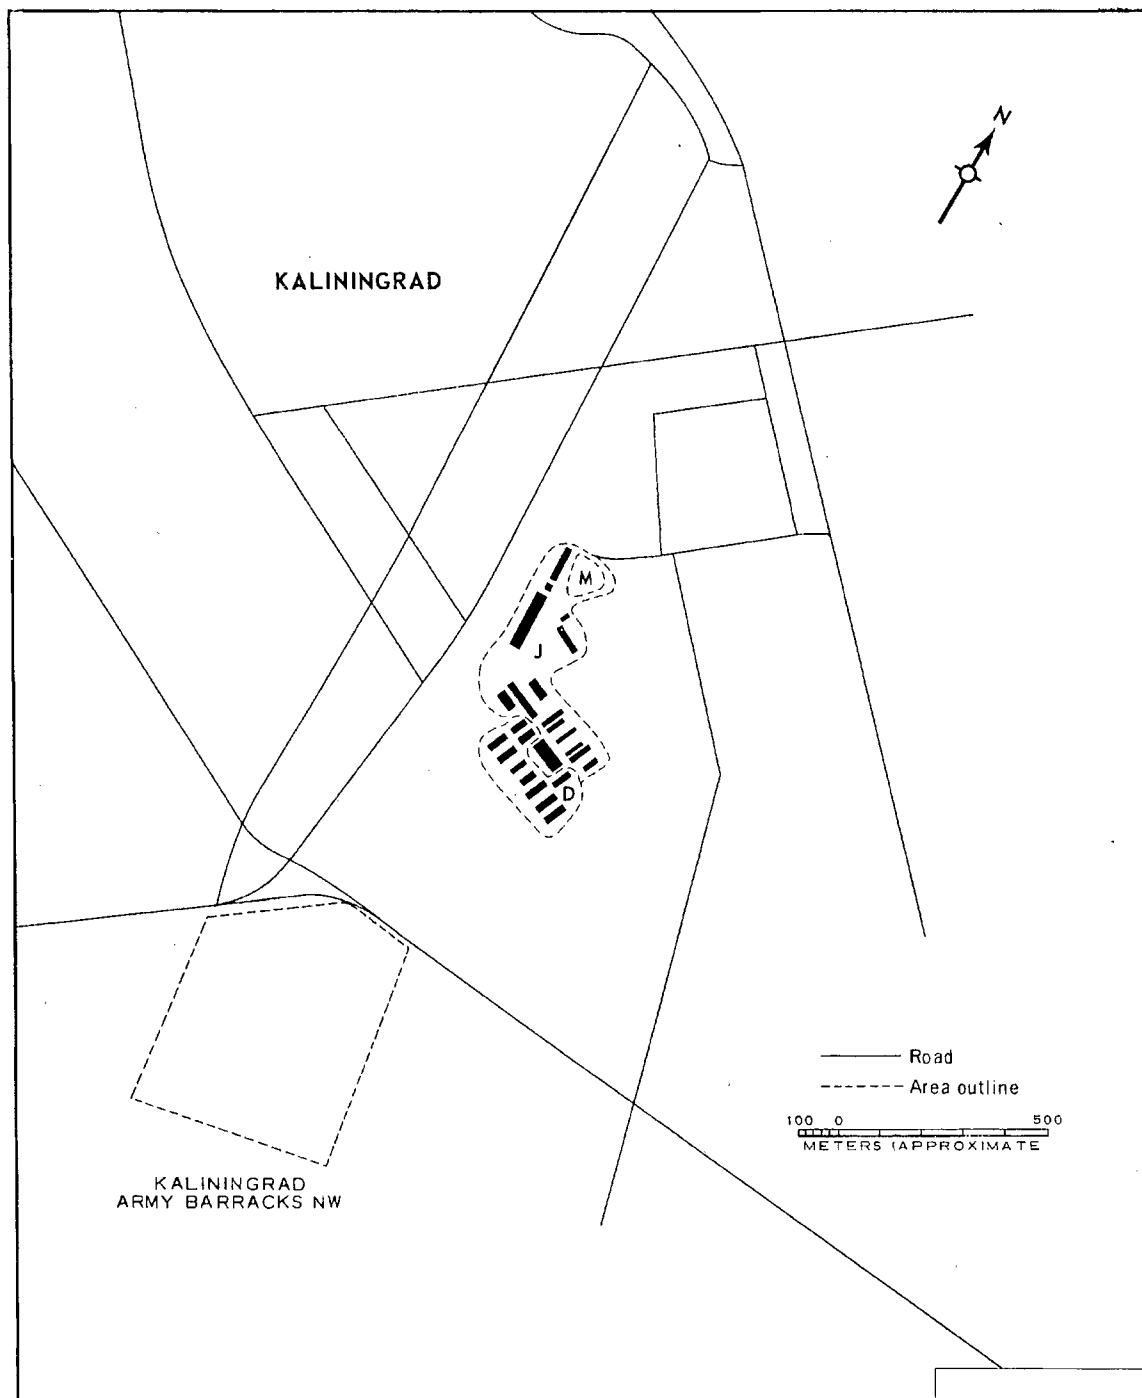 N
KALININGRAD
M
J
D
Road
Area outline
100 0 500
METERS (APPROXIMATE
KALININGRAD
ARMY BARRACKS NW